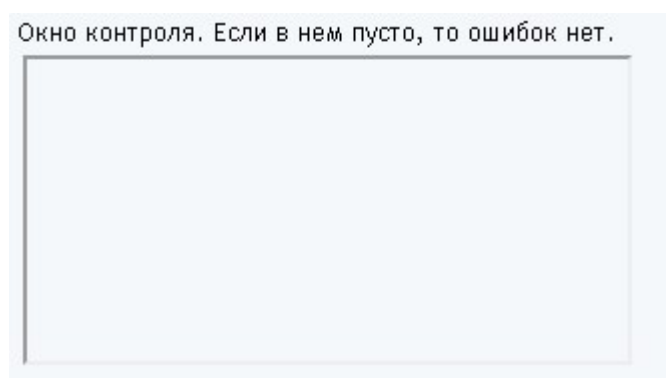 Окно контроля. Если в нем пусто, то ошибок нет.